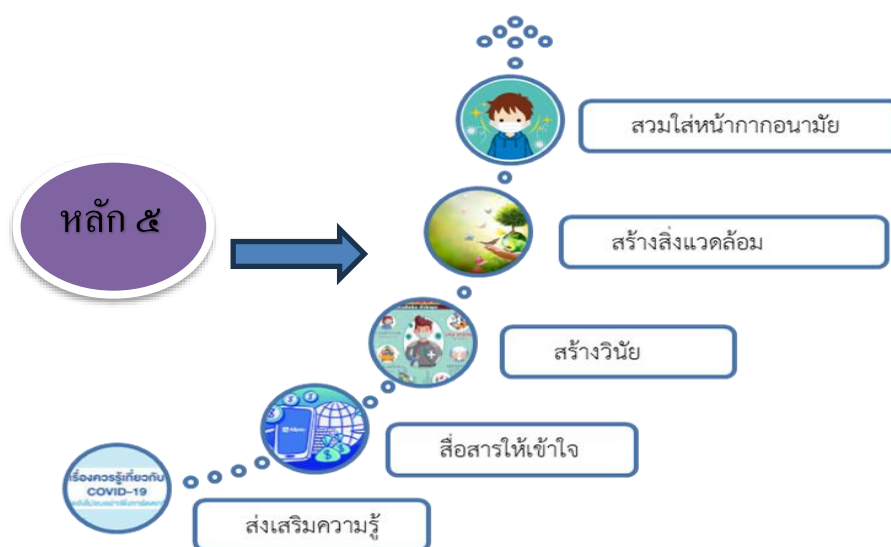 สวมใส่หน้ากากอนามัย
หลัก ๕
สร้างสิ่งแวดล้อม
สร้างวินัย
สื่อสารให้เข้าใจ
เรื่องควรรู้เกี่ยวกับ
COVID-19
ส่งเสริมความรู้